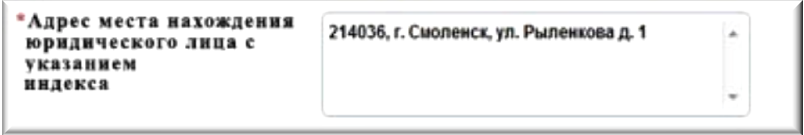 *Адрес места нахождения
юридического лица с
указанием
индекса
214036, г. Смоленск, ул. Рыленкова д. 1